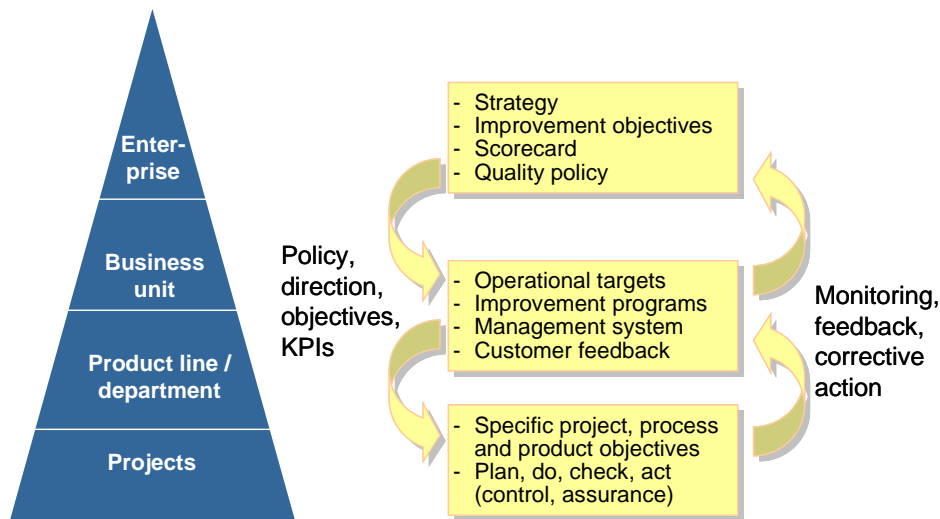 Enter-
prise
Business
unit
Product line /
department
Projects
Policy,
direction,
objectives,
KPIs
- Strategy
- Improvement objectives
- Scorecard
- Quality policy
- Operational targets
- Improvement programs
- Management system
- Customer feedback
- Specific project, process
and product objectives
- Plan, do, check, act
(control, assurance)
Monitoring,
feedback,
corrective
action